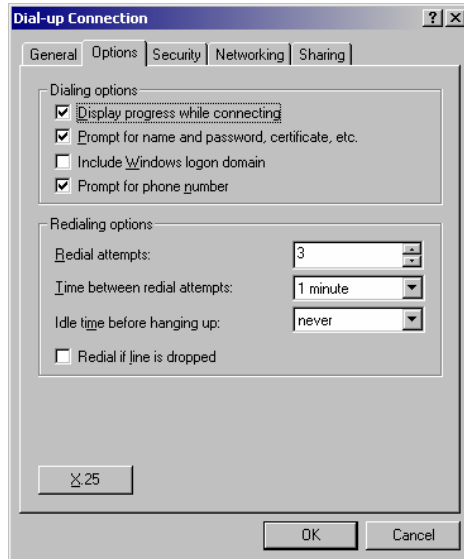 Dial-up Connection
General Options Security Networking Sharing
Dialing options
Display progress while connecting
Prompt for name and password, certificate, etc.
Include Windows logon domain
Prompt for phone number
Redialing options
Redial attempts: 3
Time between redial attempts: 1 minute
Idle time before hanging up: never
Redial if line is dropped
X.25
OK Cancel